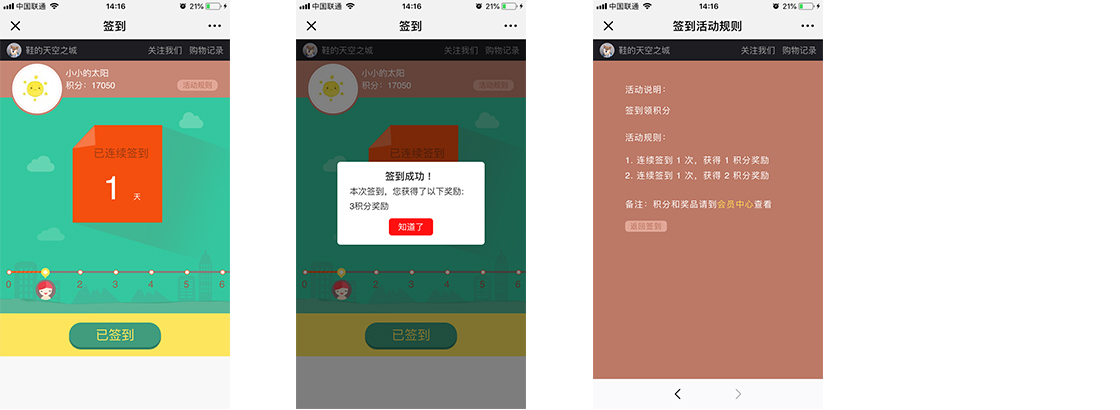 中国联通 14:16 21%
签到
鞋的天空之城 关注我们 购物记录
小小的太阳
积分：17050 活动规则
已连续签到
1 天
0 2 3 4 5 6
已签到
中国联通 14:16 21%
签到
鞋的天空之城 关注我们 购物记录
小小的太阳
积分：17050 活动规则
已连续签到
签到成功！
本次签到，您获得了以下奖励:
3积分奖励
知道了
0 2 3 4 5 6
已签到
中国联通 14:16 21%
签到活动规则
鞋的天空之城 关注我们 购物记录
活动说明：
签到领积分
活动规则：
1. 连续签到 1 次，获得 1 积分奖励
2. 连续签到 1 次，获得 2 积分奖励
备注：积分和奖品请到会员中心查看
返回签到